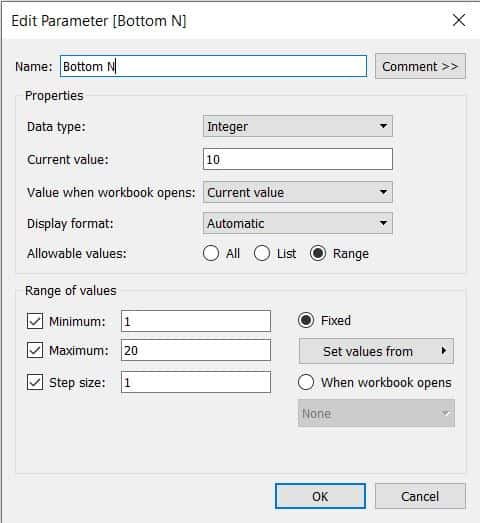 Edit Parameter [Bottom N]
Name: Bottom N Comment >>
Properties
Data type: Integer
Current value: 10
Value when workbook opens: Current value
Display format: Automatic
Allowable values: All List Range
Range of values
Minimum: 1 Fixed
Maximum: 20 Set values from
Step size: 1 When workbook opens
None
OK Cancel